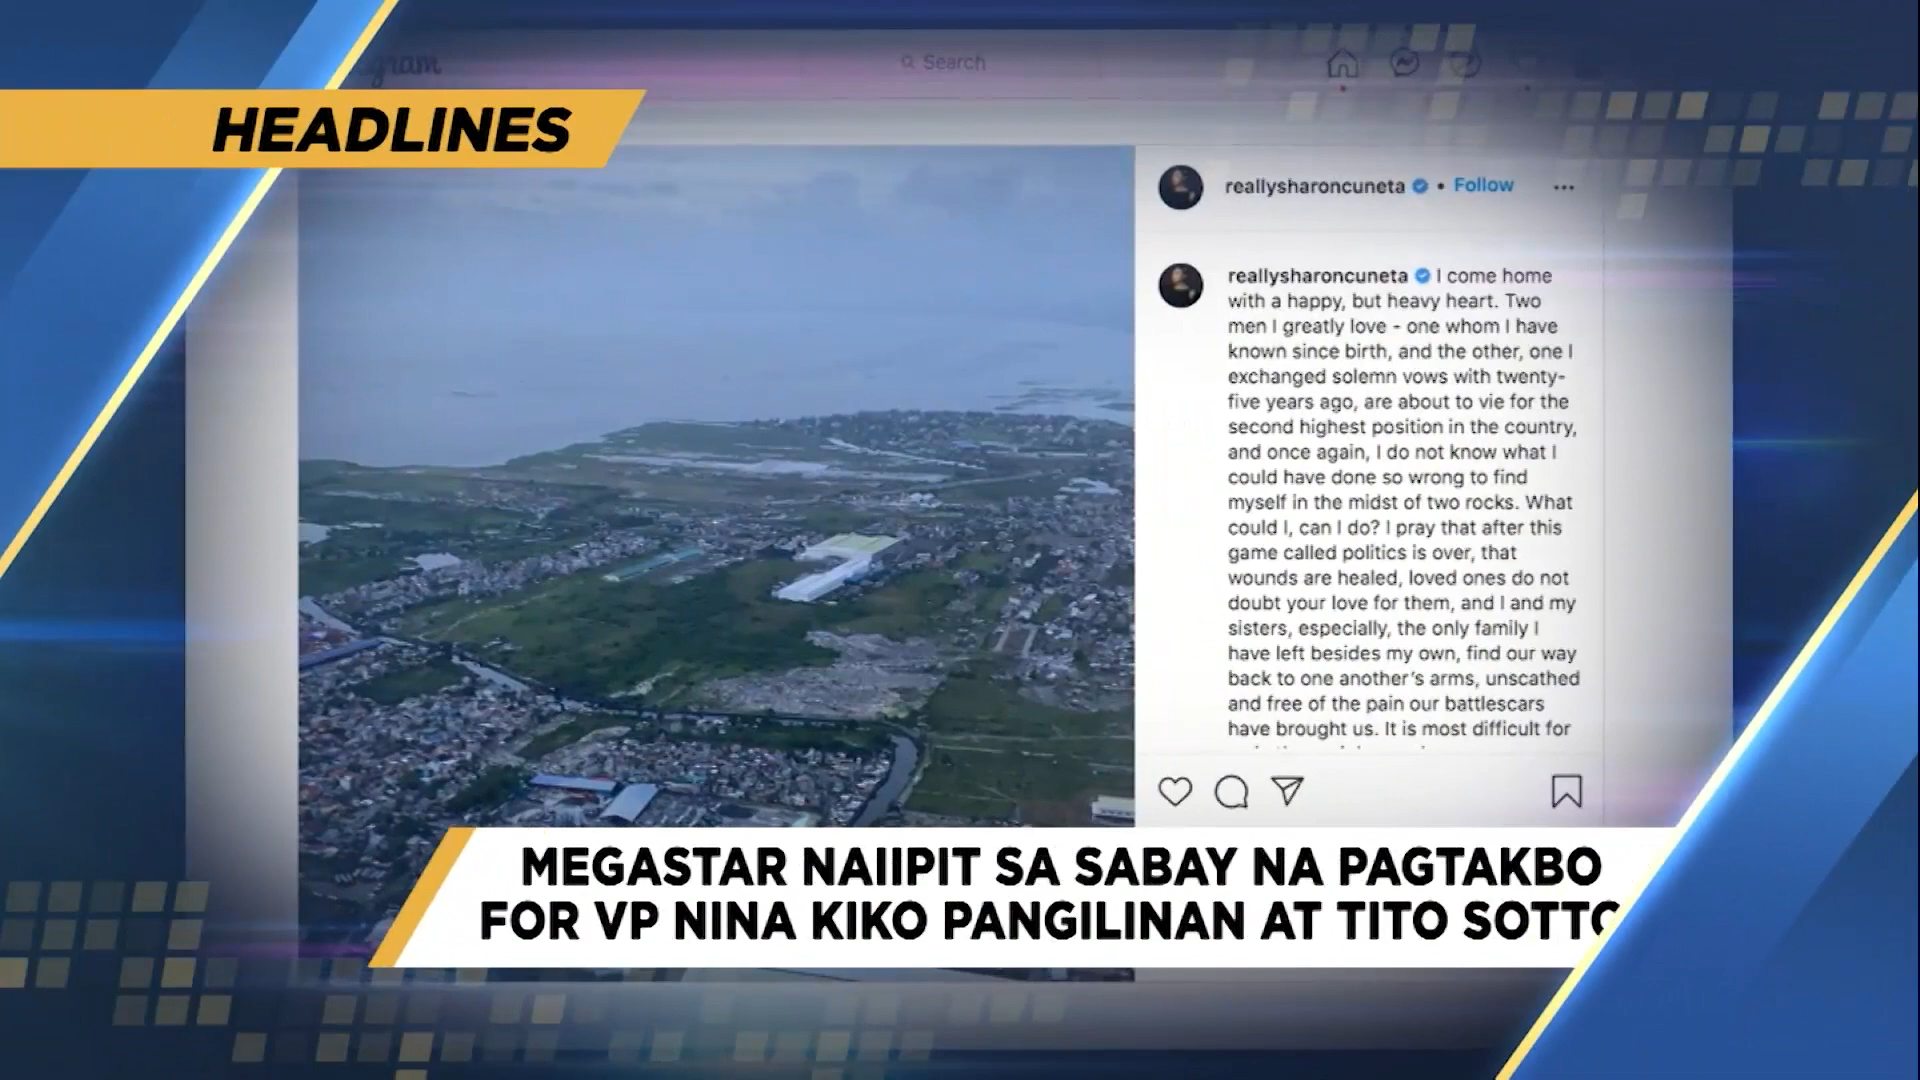 Search
HEADLINES
reallysharoncuneta • Follow
reallysharoncuneta I come home
with a happy, but heavy heart. Two
men I greatly love - one whom I have
known since birth, and the other, one I
exchanged solemn vows with twenty-
five years ago, are about to vie for the
second highest position in the country,
and once again, I do not know what I
could have done so wrong to find
myself in the midst of two rocks. What
could I, can I do? I pray that after this
game called politics is over, that
wounds are healed, loved ones do not
doubt your love for them, and I and my
sisters, especially, the only family I
have left besides my own, find our way
back to one another's arms, unscathed
and free of the pain our battlescars
have brought us. It is most difficult for
MEGASTAR NAIIPIT SA SABAY NA PAGTAKBO
FOR VP NINA KIKO PANGILINAN AT TITO SOTTO